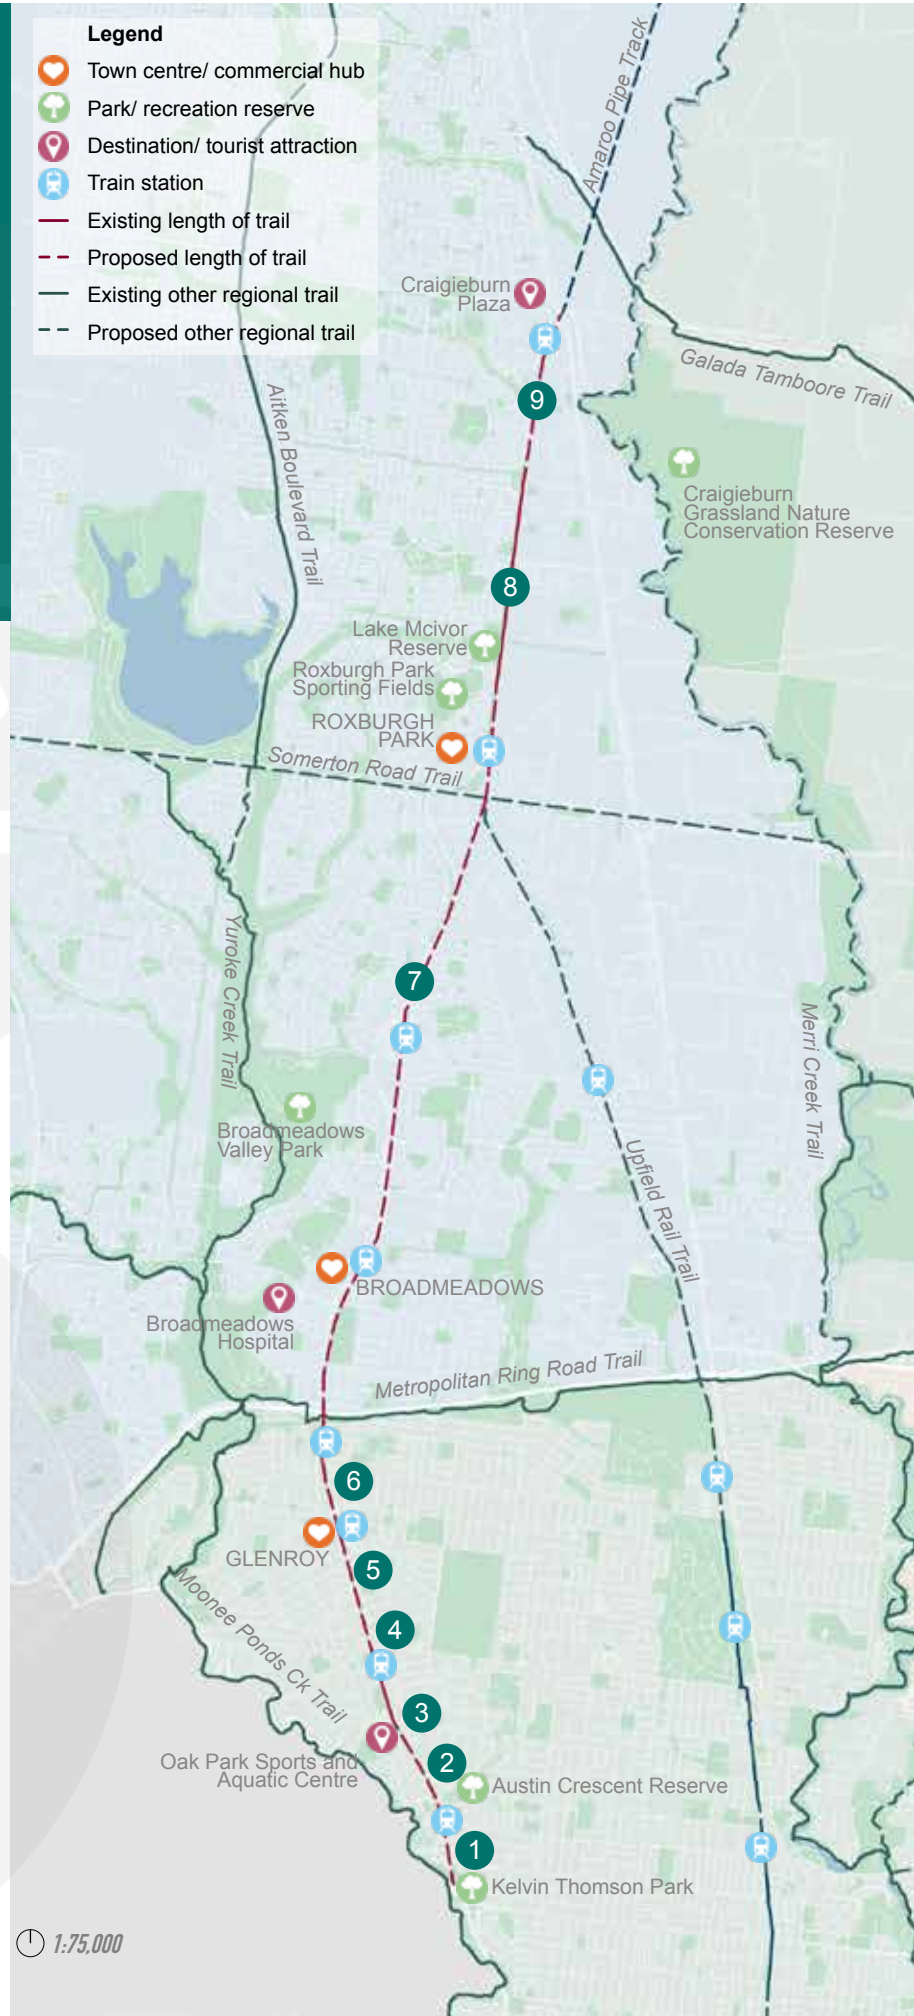 Legend
Town centre/ commercial hub
Park/ recreation reserve
Destination/ tourist attraction
Train station
Existing length of trail
Proposed length of trail
Existing other regional trail
Proposed other regional trail
Amaroo Pipe Track
Craigieburn
Plaza
Galada Tamboore Trail
9
Aitken Boulevard Trail
Craigieburn
Grassland Nature
Conservation Reserve
8
Lake Mcivor
Reserve
Roxburgh Park
Sporting Fields
ROXBURGH
PARK
Somerton Road Trail
Yuroke Creek Trail
7
Merri Creek Trail
Broadmeadows
Valley Park
Upfield Rail Trail
BROADMEADOWS
Broadmeadows
Hospital
Metropolitan Ring Road Trail
6
GLENROY
5
Moonee Ponds Ck Trail
4
3
Oak Park Sports and
Aquatic Centre
2
Austin Crescent Reserve
1
Kelvin Thomson Park
1:75,000